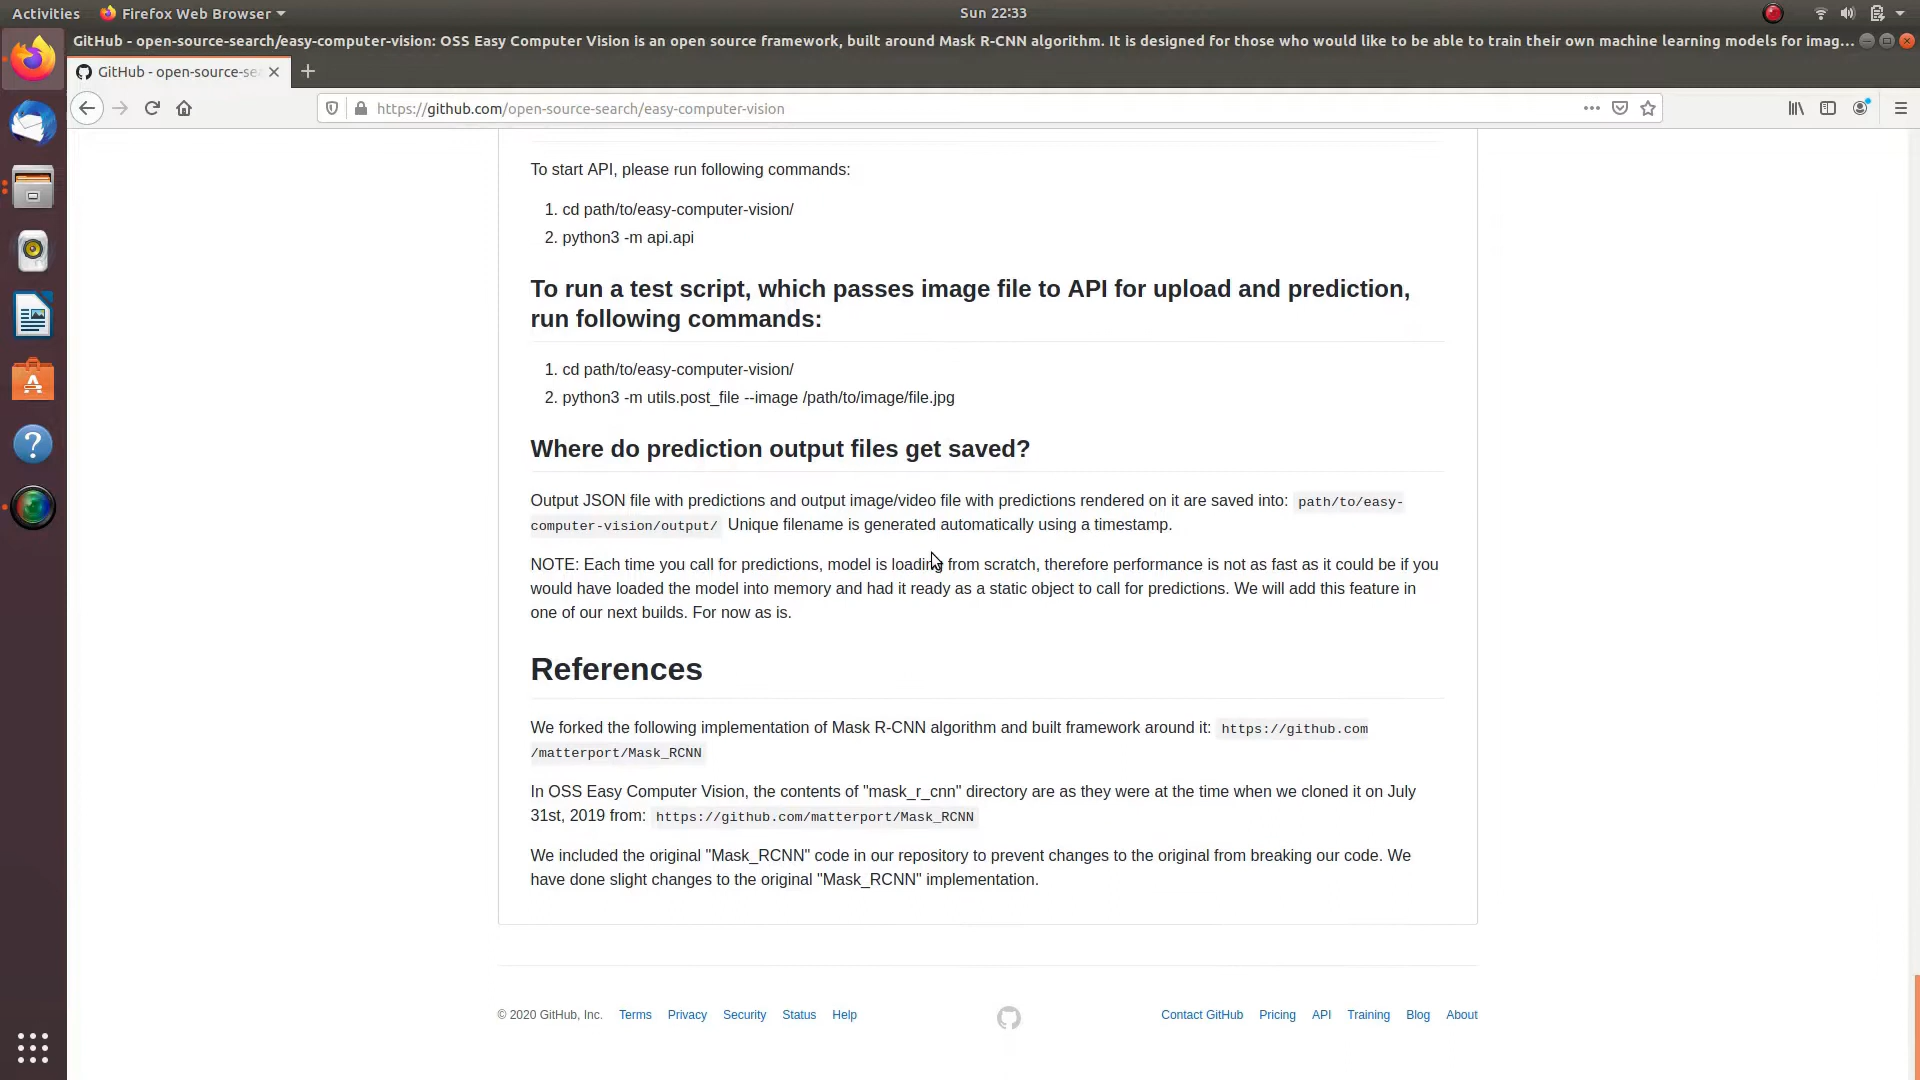 Activities
Firefox Web Browser
Sun 22:33
GitHub - open-source-search/easy-computer-vision: OSS Easy Computer Vision is an open source framework, built around Mask R-CNN algorithm. It is designed for those who would like to be able to train their own machine learning models for imag...
GitHub - open-source-sea
https://github.com/open-source-search/easy-computer-vision
To start API, please run following commands:
1. cd path/to/easy-computer-vision/
2. python3 -m api.api
To run a test script, which passes image file to API for upload and prediction,
run following commands:
1. cd path/to/easy-computer-vision/
2. python3 -m utils.post_file --image /path/to/image/file.jpg
Where do prediction output files get saved?
Output JSON file with predictions and output image/video file with predictions rendered on it are saved into: path/to/easy-
computer-vision/output/ Unique filename is generated automatically using a timestamp.
NOTE: Each time you call for predictions, model is loading from scratch, therefore performance is not as fast as it could be if you
would have loaded the model into memory and had it ready as a static object to call for predictions. We will add this feature in
one of our next builds. For now as is.
References
We forked the following implementation of Mask R-CNN algorithm and built framework around it: https://github.com
/matterport/Mask_RCNN
In OSS Easy Computer Vision, the contents of "mask_r_cnn" directory are as they were at the time when we cloned it on July
31st, 2019 from: https://github.com/matterport/Mask_RCNN
We included the original "Mask_RCNN" code in our repository to prevent changes to the original from breaking our code. We
have done slight changes to the original "Mask_RCNN" implementation.
© 2020 GitHub, Inc. Terms Privacy Security Status Help
Contact GitHub Pricing API Training Blog About